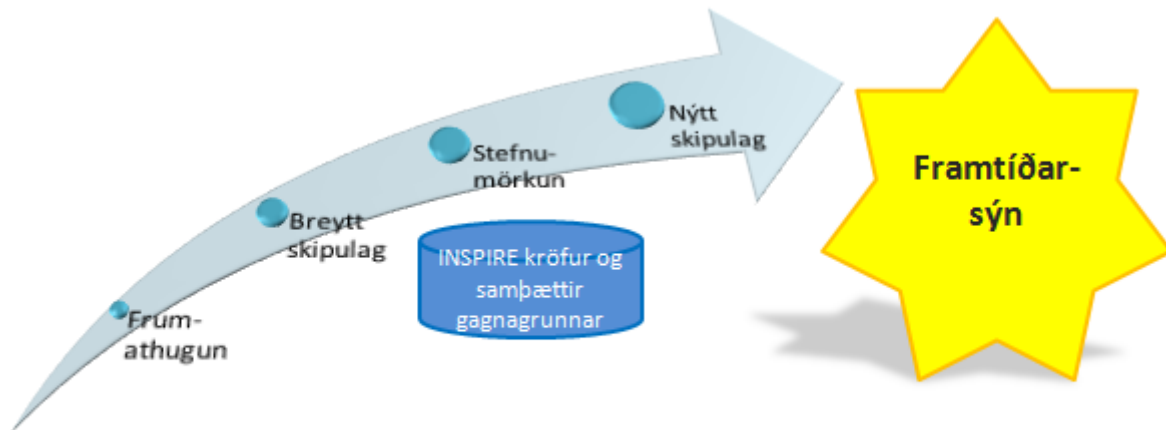 Frum-
athugun
Breytt
skipulag
Stefnu-
mörkun
Nýtt
skipulag
INSPIRE kröfur og
samþættir
gagnagrunnar
Framtíðar-
sýn